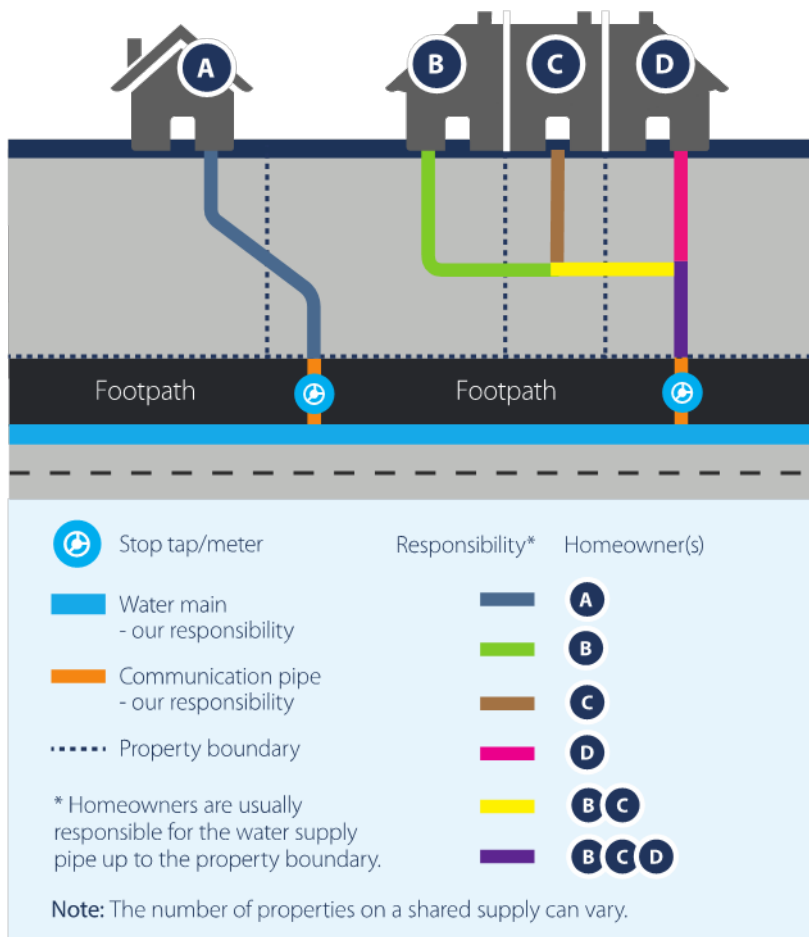 A
B
C
D
Footpath
Footpath
Stop tap/meter
Water main
- our responsibility
Communication pipe
- our responsibility
Property boundary
* Homeowners are usually
responsible for the water supply
pipe up to the property boundary.
Responsibility* Homeowner(s)
A
B
C
D
B C
B C D
Note: The number of properties on a shared supply can vary.